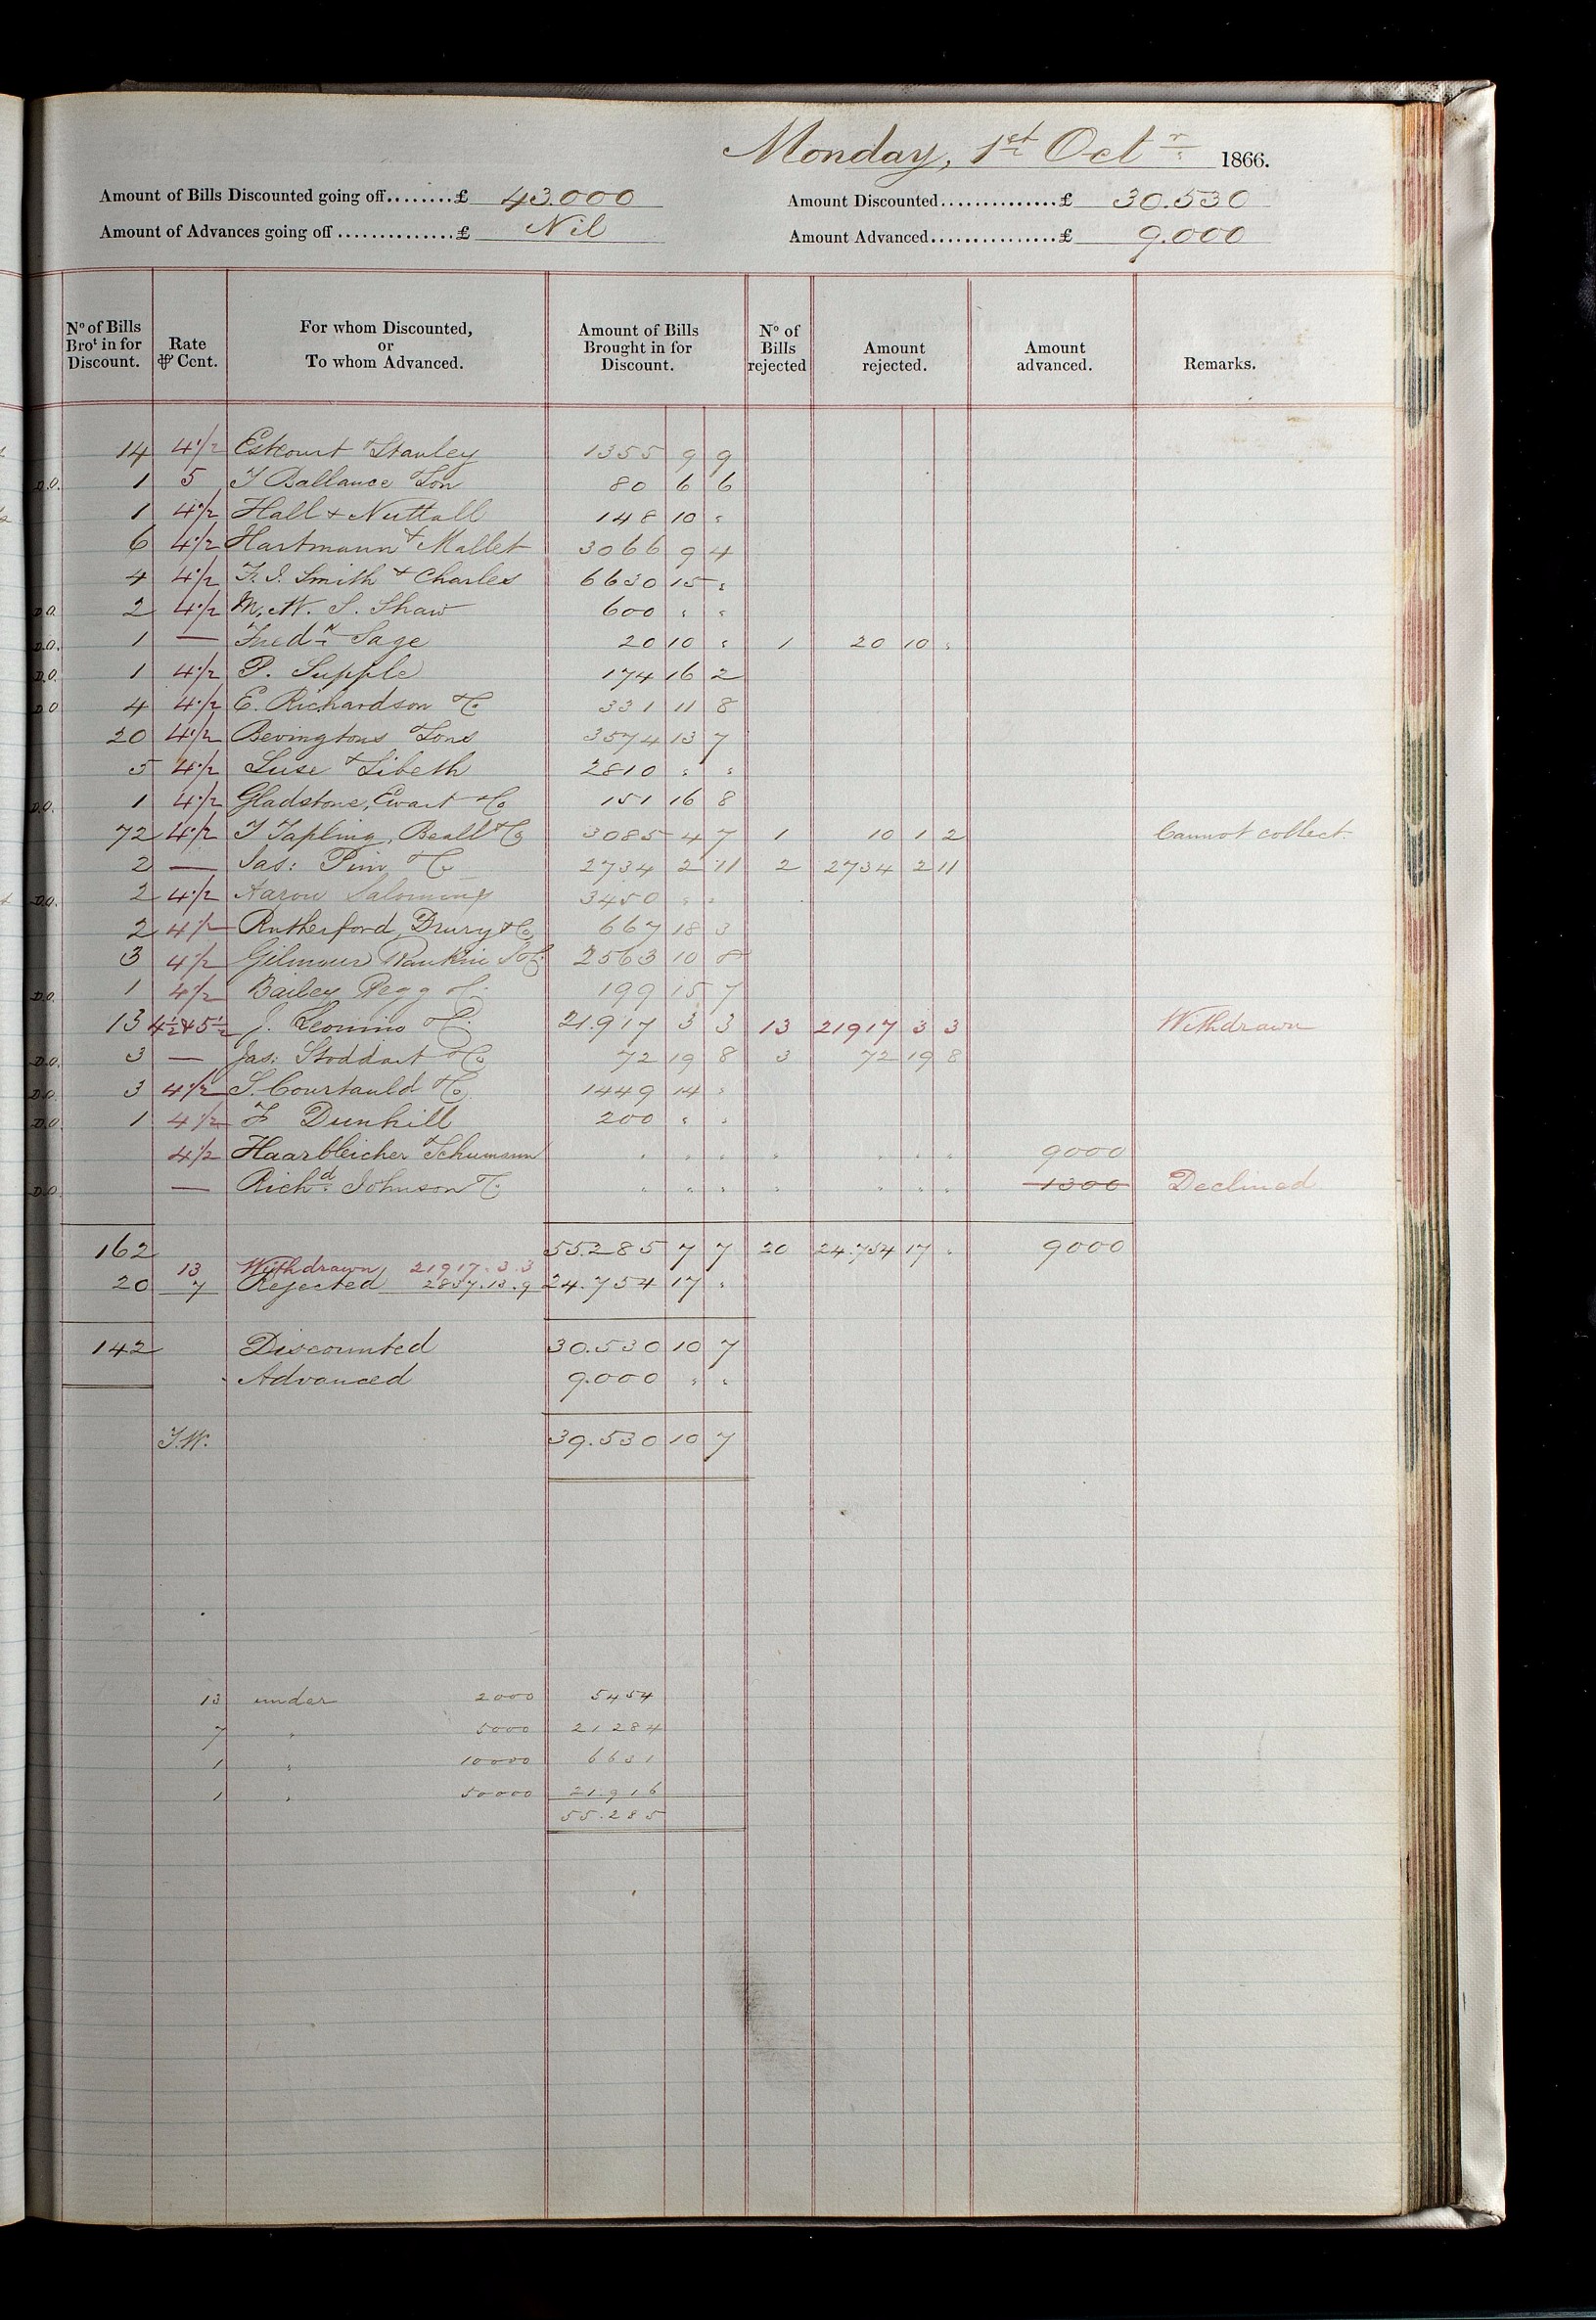 Monday, 1st Octr 1866.
Amount of Bills Discounted going off........£ 43.000 Amount Discounted..............£ 30.530
Amount of Advances going off..............£ Nil Amount Advanced...............£ 9.000
No of Bills Brot in for Discount. Rate ⅌ Cent. For whom Discounted, or To whom Advanced. Amount of Bills Brought in for Discount. No of Bills rejected Amount rejected. Amount advanced. Remarks.
14 4½ Estcourt & Stanley 1355 9 9
D.O. 1 5 T Ballance & Son 80 6 6
1 4½ Hall & Nuttall 148 10 "
6 4½ Hartmann & Mallet 3066 9 4
4 4½ F. J. Smith & Charles 6630 15 "
D.O. 2 4½ M. W. S. Shaw 600 " "
D.O. 1 — Fredk Sage 20 10 " 1 20 10 "
D.O. 1 4½ P. Supple 174 16 2
D.O 4 4½ E. Richardson & Co 331 11 8
20 4½ Bevingtons & Sons 3574 13 7
5 4½ Suse & Sibeth 2810 " "
D.O. 1 4½ Gladstone, Ewart & Co 151 16 8
72 4½ T Tapling, Beall & Co 3085 4 7 1 10 1 2 Cannot collect.
2 — Jas: Pim & Co 2734 2 11 2 2734 2 11
D.O. 2 4½ Aaron Salomons 3450 " "
2 4½ Rutherford, Drury & Co 667 18 3
3 4½ Gilmour Rankin S & Co 2563 10 8
D.O. 1 4½ Bailey Pegg & Co 199 15 7
13 4½ & 5½ J. Leonino & Co. 21.917 3 3 13 21917 3 3 Withdrawn
D.O. 3 — Jas: Stoddart & Co 72 19 8 3 72 19 8
D.O. 3 4½ S. Courtauld & Co 1449 14 "
D.O. 1 4½ T Dunhill 200 " "
4½ Haarbleicher & Schumann " " " " " " " 9000
D.O. — Richd Johnson & Co " " " " " " " 1300 Declined
162 55.285 7 7 20 24.754 17 " 9000
13 Withdrawn 21917.3.3
20 7 Rejected 2837.13.9 24.754 17 "
142 Discounted 30.530 10 7
Advanced 9.000 " "
T.W. 39.530 10 7
13 under 2000 5454
7 " 5000 21284
1 " 10000 6631
1 " 50000 21.916
55.285